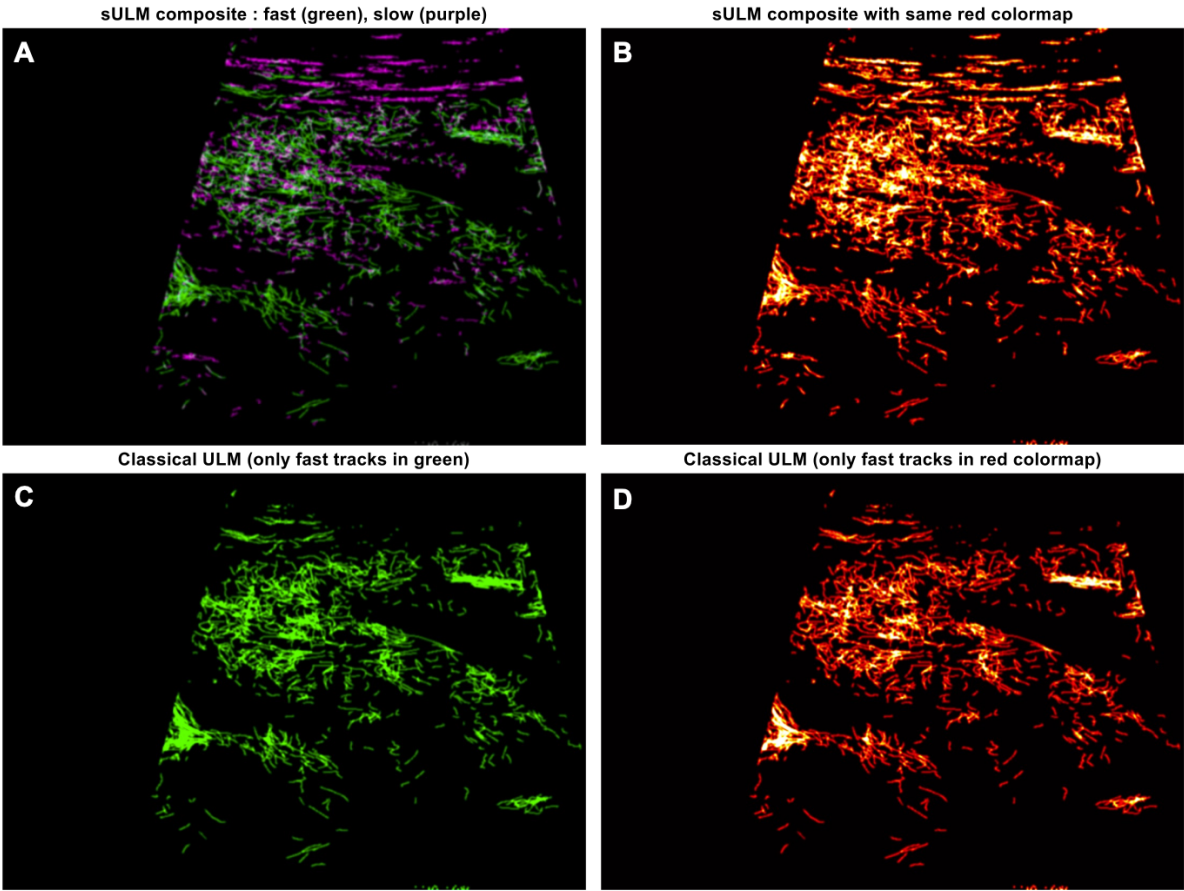 sULM composite : fast (green), slow (purple)
sULM composite with same red colormap
A
B
Classical ULM (only fast tracks in green)
Classical ULM (only fast tracks in red colormap)
C
D